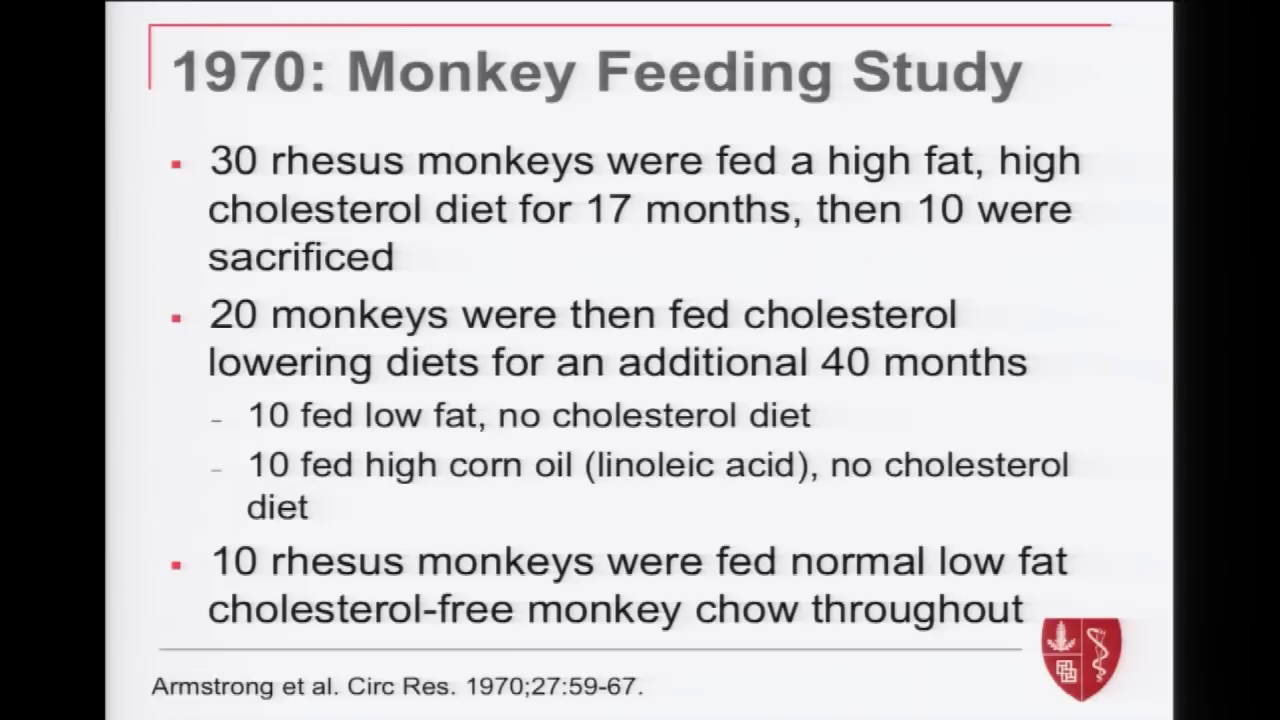 1970: Monkey Feeding Study
▪ 30 rhesus monkeys were fed a high fat, high
cholesterol diet for 17 months, then 10 were
sacrificed
▪ 20 monkeys were then fed cholesterol
lowering diets for an additional 40 months
– 10 fed low fat, no cholesterol diet
– 10 fed high corn oil (linoleic acid), no cholesterol
diet
▪ 10 rhesus monkeys were fed normal low fat
cholesterol-free monkey chow throughout
Armstrong et al. Circ Res. 1970;27:59-67.